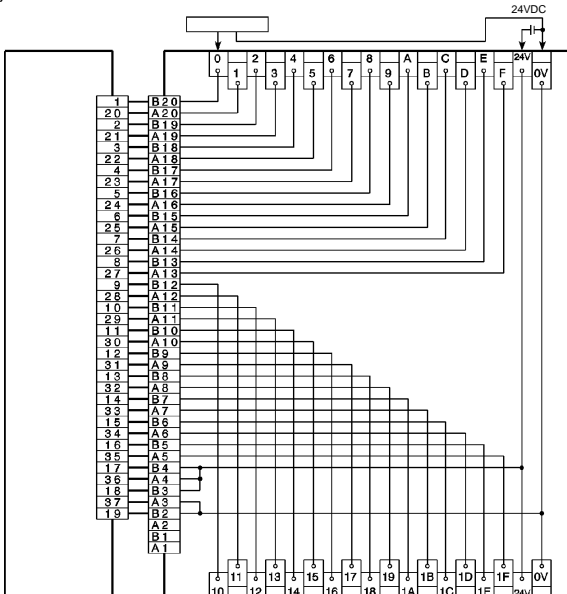 24VDC
0 2 4 6 8 A C E 24V
1 3 5 7 9 B D F 0V
1 B20
20 A20
2 B19
21 A19
3 B18
22 A18
4 B17
23 A17
5 B16
24 A16
6 B15
25 A15
7 B14
26 A14
8 B13
27 A13
9 B12
28 A12
10 B11
29 A11
11 B10
30 A10
12 B9
31 A9
13 B8
32 A8
14 B7
33 A7
15 B6
34 A6
16 B5
35 A5
17 B4
36 A4
18 B3
37 A3
19 B2
A2
B1
A1
11 13 15 17 19 1B 1D 1F 0V
10 12 14 16 18 1A 1C 1E 24V